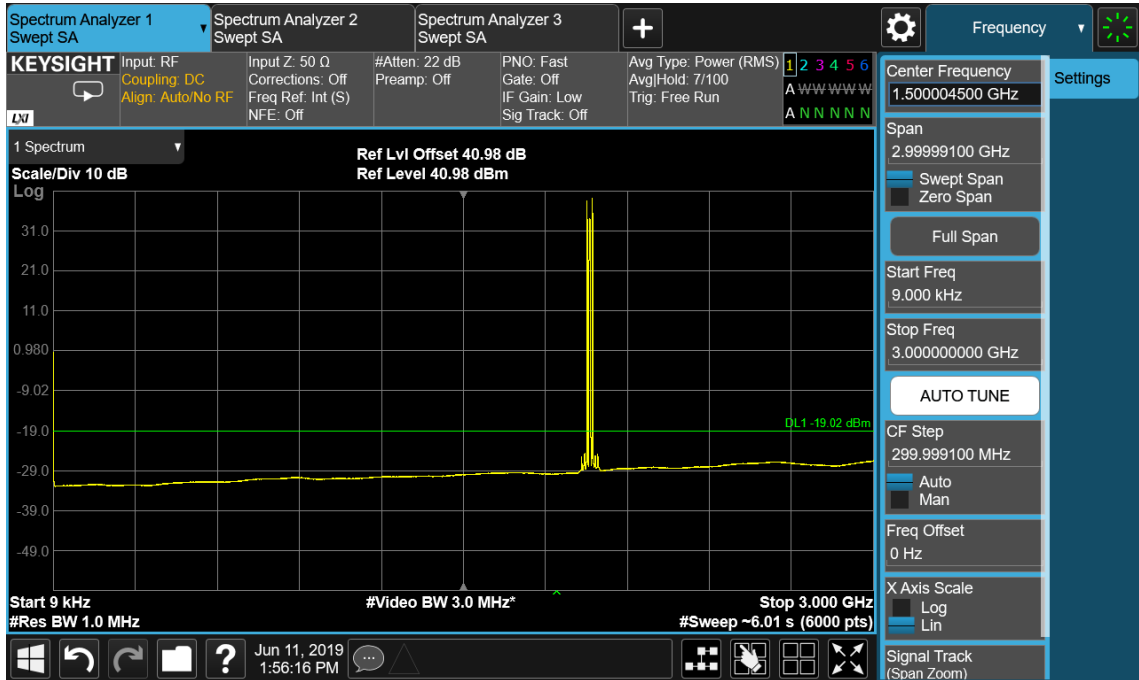 Spectrum Analyzer 1
Swept SA
Spectrum Analyzer 2
Swept SA
Spectrum Analyzer 3
Swept SA
Frequency
KEYSIGHT
LXI
Input: RF
Coupling: DC
Align: Auto/No RF
Input Z: 50 Ω
Corrections: Off
Freq Ref: Int (S)
NFE: Off
#Atten: 22 dB
Preamp: Off
PNO: Fast
Gate: Off
IF Gain: Low
Sig Track: Off
Avg Type: Power (RMS)
Avg|Hold: 7/100
Trig: Free Run
1 2 3 4 5 6
A W W W W W
A N N N N N
1 Spectrum
Scale/Div 10 dB
Log
Ref Lvl Offset 40.98 dB
Ref Level 40.98 dBm
31.0
21.0
11.0
0.980
-9.02
-19.0
-29.0
-39.0
-49.0
DL1 -19.02 dBm
Start 9 kHz
#Res BW 1.0 MHz
#Video BW 3.0 MHz*
Stop 3.000 GHz
#Sweep ~6.01 s (6000 pts)
Center Frequency
1.500004500 GHz
Settings
Span
2.99999100 GHz
Swept Span
Zero Span
Full Span
Start Freq
9.000 kHz
Stop Freq
3.000000000 GHz
AUTO TUNE
CF Step
299.999100 MHz
Auto
Man
Freq Offset
0 Hz
X Axis Scale
Log
Lin
Signal Track
(Span Zoom)
?
Jun 11, 2019
1:56:16 PM